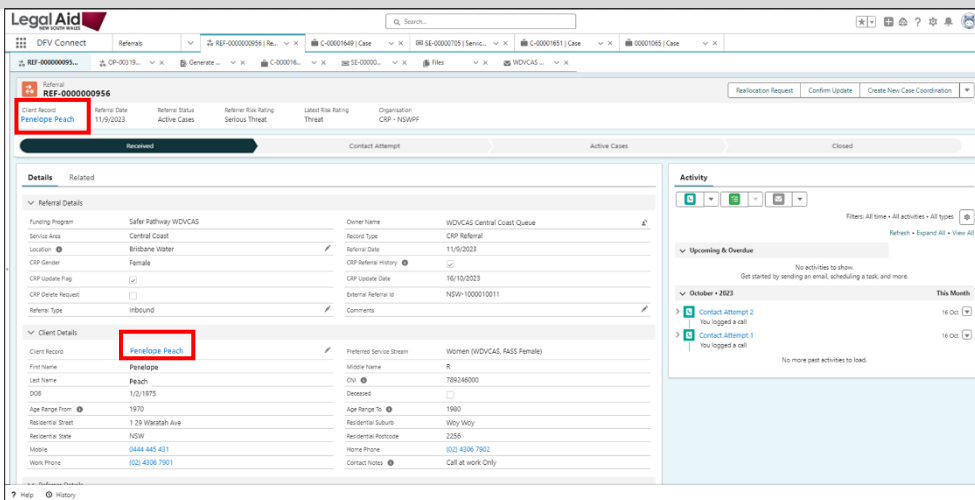 Legal Aid
NEW SOUTH WALES
Search...
DFV Connect
Referrals
REF-0000000956 | Re...
C-00001649 | Case
SE-00000705 | Servic...
C-00001651 | Case
00001065 | Case
REF-000000095...
OP-00319...
Generate ...
C-000016...
SE-00000...
Files
WDVCAS ...
Referral
REF-0000000956
Reallocation Request
Confirm Update
Create New Case Coordination
Client Record Referral Date Referral Status Referrer Risk Rating Latest Risk Rating Organisation
Penelope Peach 11/9/2023 Active Cases Serious Threat Threat CRP - NSWPF
Received Contact Attempt Active Cases Closed
Details Related
Referral Details
Funding Program Safer Pathway WDVCAS Owner Name WDVCAS Central Coast Queue
Service Area Central Coast Record Type CRP Referral
Location Brisbane Water Referral Date 11/9/2023
CRP Gender Female CRP Referral History
CRP Update Flag CRP Update Date 16/10/2023
CRP Delete Request External Referral Id NSW-1000010011
Referral Type Inbound Comments
Client Details
Client Record Penelope Peach Preferred Service Stream Women (WDVCAS, FASS Female)
First Name Penelope Middle Name R
Last Name Peach CNI 789246000
DOB 1/2/1975 Deceased
Age Range From 1970 Age Range To 1980
Residential Street 1 29 Waratah Ave Residential Suburb Woy Woy
Residential State NSW Residential Postcode 2256
Mobile 0444 445 431 Home Phone (02) 4306 7902
Work Phone (02) 4306 7901 Contact Notes Call at work Only
Activity
Filters: All time • All activities • All types
Refresh • Expand All • View All
Upcoming & Overdue
No activities to show.
Get started by sending an email, scheduling a task, and more.
October • 2023 This Month
Contact Attempt 2 16 Oct
You logged a call
Contact Attempt 1 16 Oct
You logged a call
No more past activities to load.
Help History